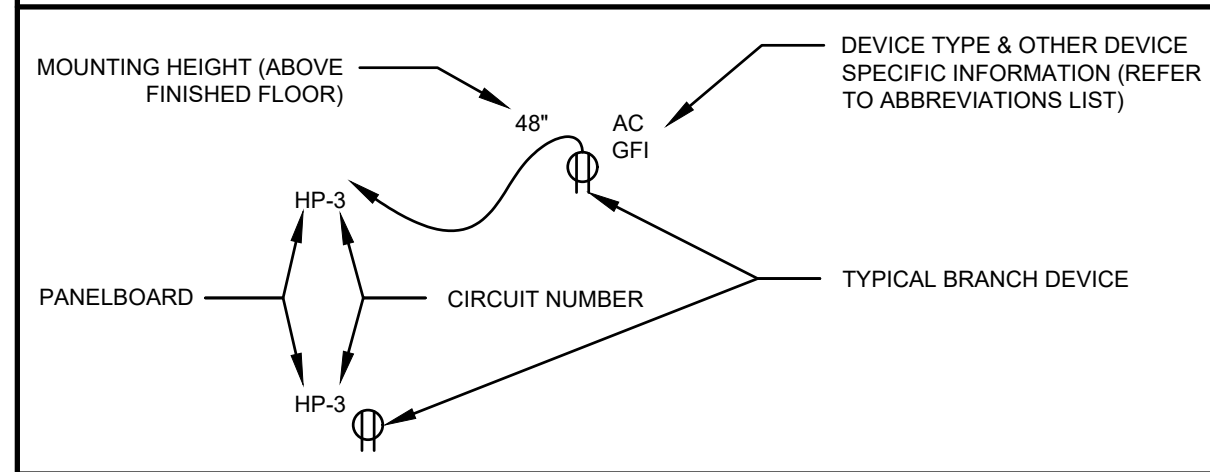 MOUNTING HEIGHT (ABOVE
FINISHED FLOOR)
DEVICE TYPE & OTHER DEVICE
SPECIFIC INFORMATION (REFER
TO ABBREVIATIONS LIST)
48"
AC
GFI
HP-3
PANELBOARD
CIRCUIT NUMBER
TYPICAL BRANCH DEVICE
HP-3